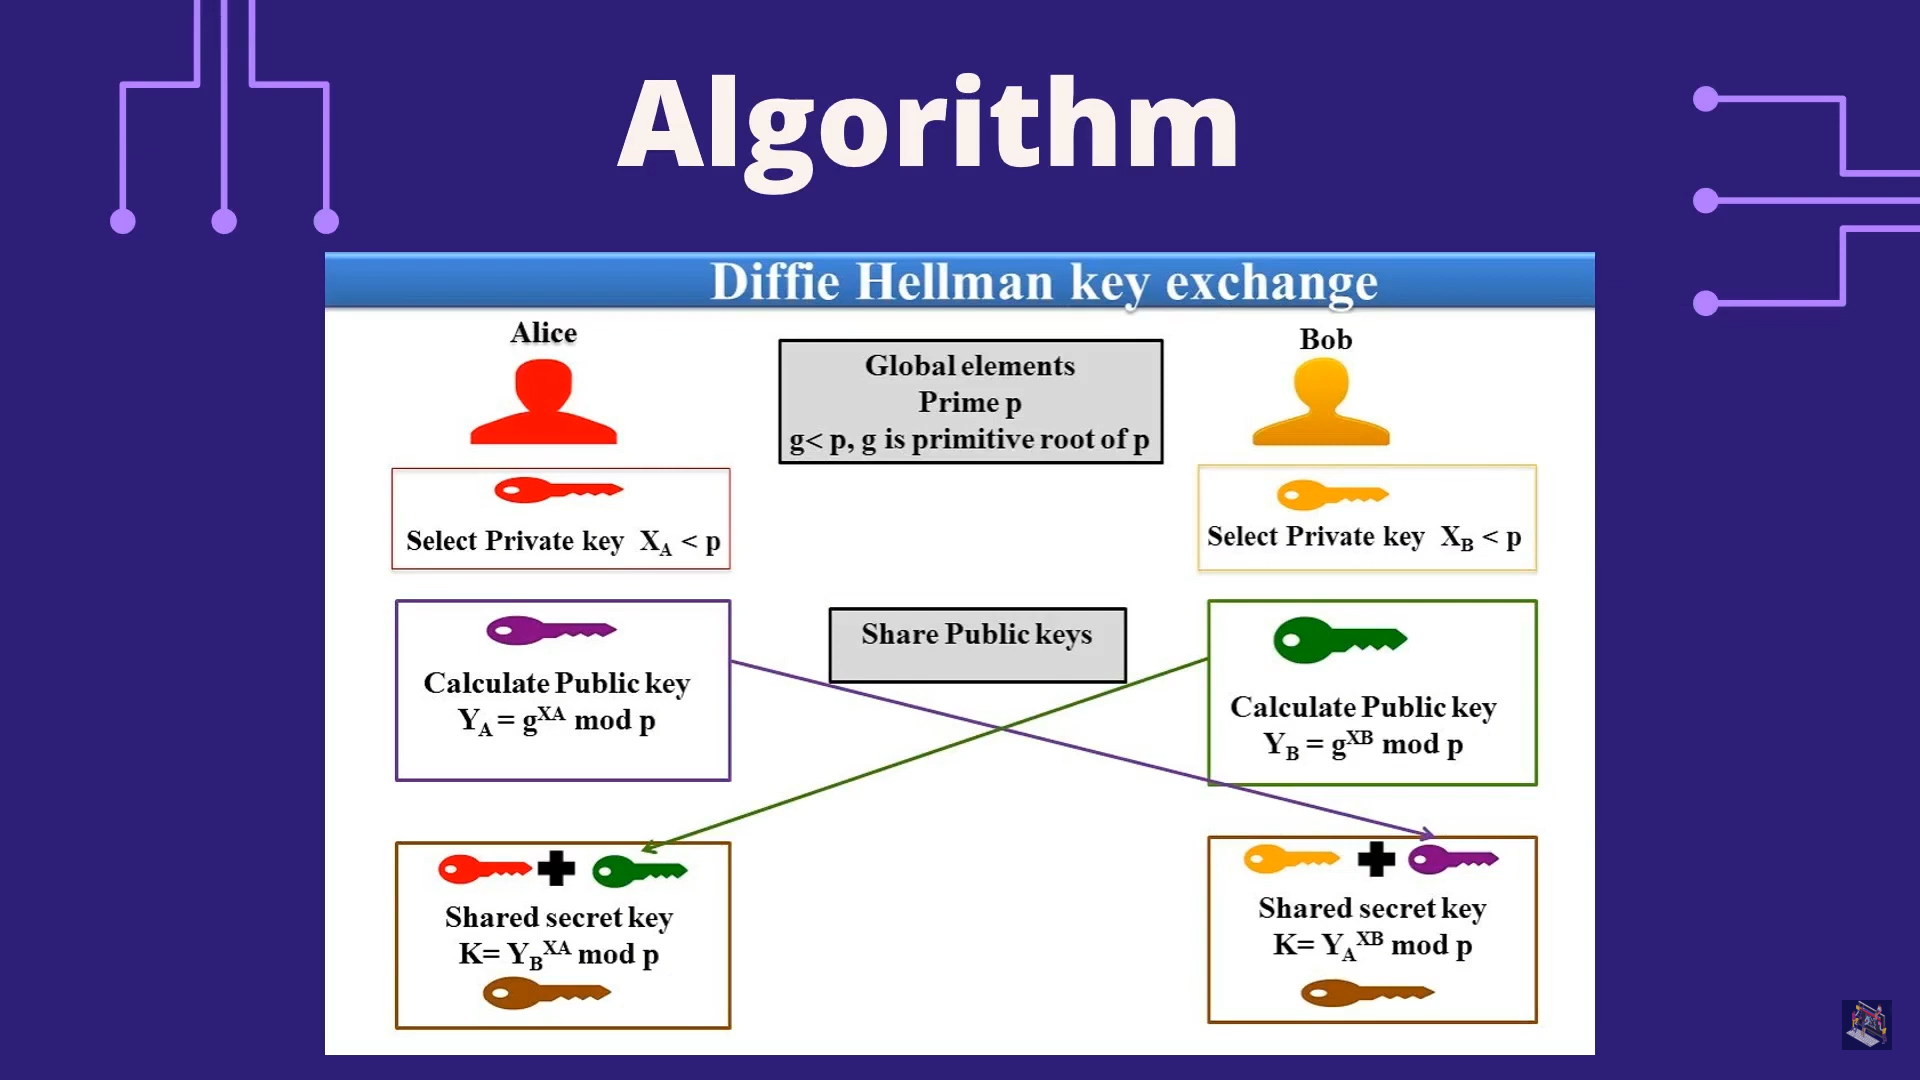 Algorithm
Diffie Hellman key exchange
Alice
Bob
Global elements
Prime p
g< p, g is primitive root of p
Select Private key X_A < p
Select Private key X_B < p
Calculate Public key
Y_A = g^XA mod p
Share Public keys
Calculate Public key
Y_B = g^XB mod p
Shared secret key
K= Y_B^XA mod p
Shared secret key
K= Y_A^XB mod p